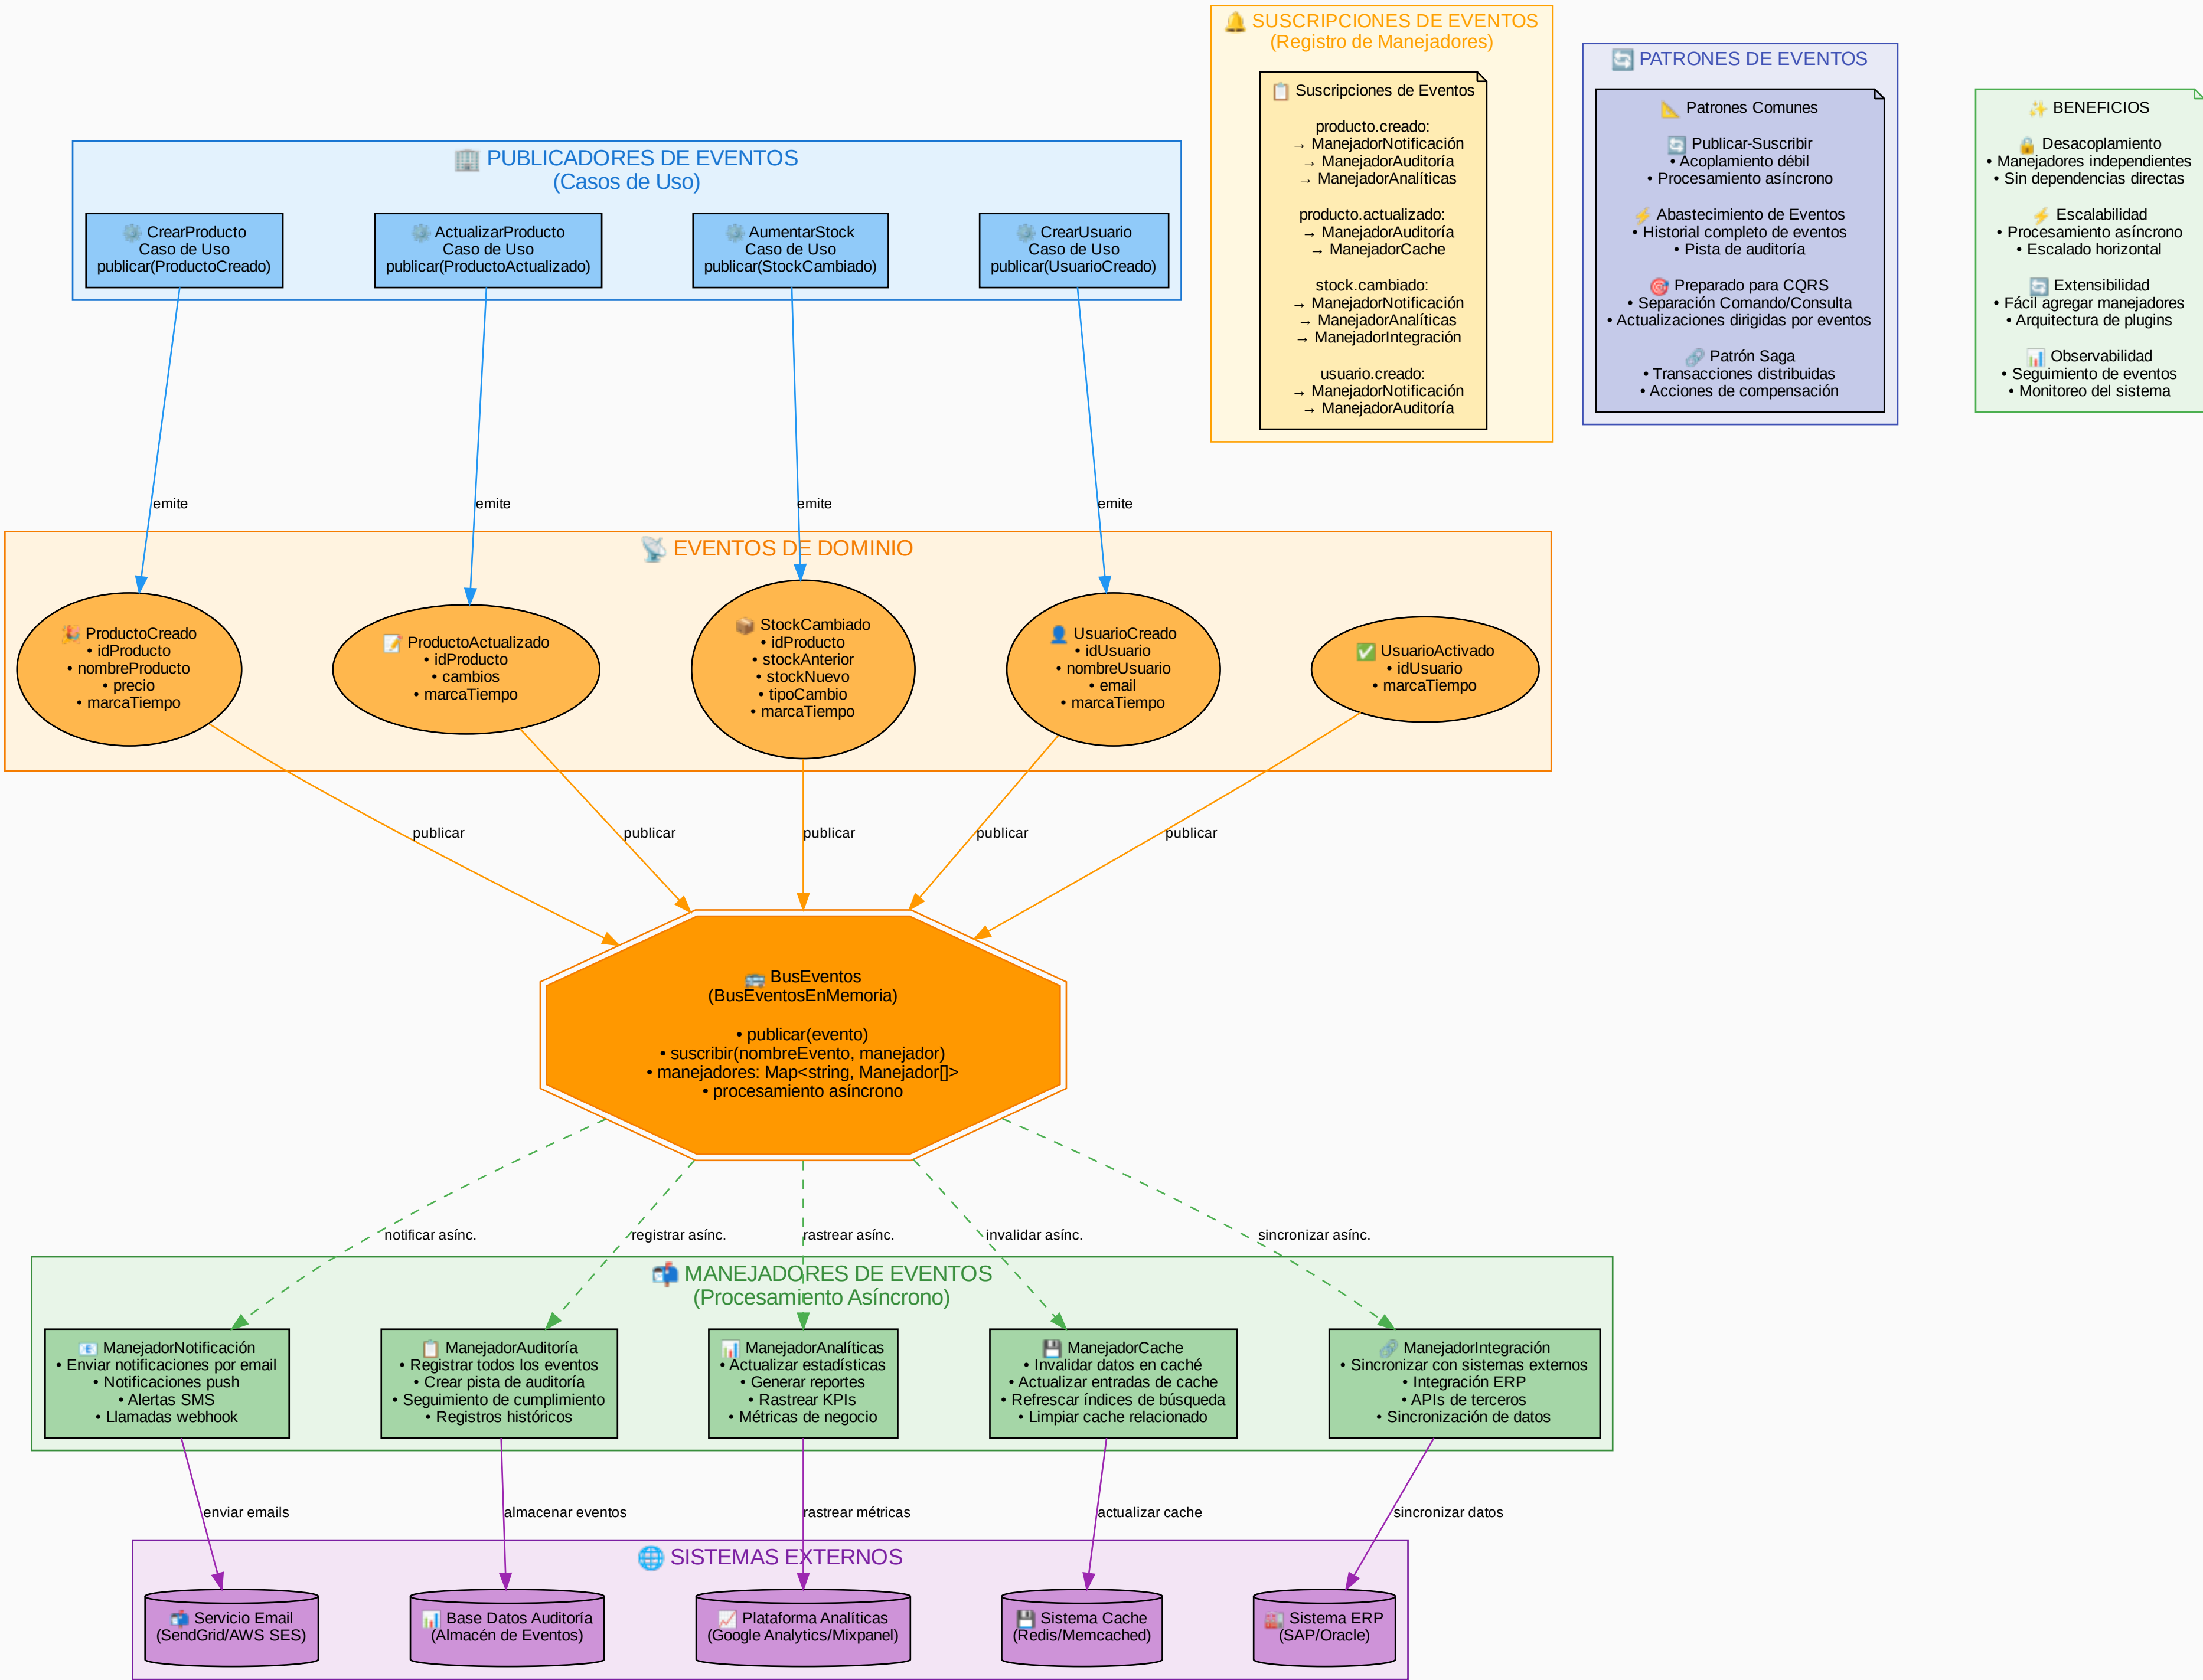 🔔 SUSCRIPCIONES DE EVENTOS
(Registro de Manejadores)
📋 Suscripciones de Eventos
producto.creado:
→ ManejadorNotificación
→ ManejadorAuditoría
→ ManejadorAnalíticas
producto.actualizado:
→ ManejadorAuditoría
→ ManejadorCache
stock.cambiado:
→ ManejadorNotificación
→ ManejadorAnalíticas
→ ManejadorIntegración
usuario.creado:
→ ManejadorNotificación
→ ManejadorAuditoría
🔄 PATRONES DE EVENTOS
📐 Patrones Comunes
🔄 Publicar-Suscribir
• Acoplamiento débil
• Procesamiento asíncrono
⚡ Abastecimiento de Eventos
• Historial completo de eventos
• Pista de auditoría
🎯 Preparado para CQRS
• Separación Comando/Consulta
• Actualizaciones dirigidas por eventos
🔗 Patrón Saga
• Transacciones distribuidas
• Acciones de compensación
✨ BENEFICIOS
🔒 Desacoplamiento
• Manejadores independientes
• Sin dependencias directas
⚡ Escalabilidad
• Procesamiento asíncrono
• Escalado horizontal
🔄 Extensibilidad
• Fácil agregar manejadores
• Arquitectura de plugins
📊 Observabilidad
• Seguimiento de eventos
• Monitoreo del sistema
🏢 PUBLICADORES DE EVENTOS
(Casos de Uso)
⚙️ CrearProducto
Caso de Uso
publicar(ProductoCreado)
⚙️ ActualizarProducto
Caso de Uso
publicar(ProductoActualizado)
⚙️ AumentarStock
Caso de Uso
publicar(StockCambiado)
⚙️ CrearUsuario
Caso de Uso
publicar(UsuarioCreado)
emite
emite
emite
emite
📡 EVENTOS DE DOMINIO
🎉 ProductoCreado
• idProducto
• nombreProducto
• precio
• marcaTiempo
📝 ProductoActualizado
• idProducto
• cambios
• marcaTiempo
📦 StockCambiado
• idProducto
• stockAnterior
• stockNuevo
• tipoCambio
• marcaTiempo
👤 UsuarioCreado
• idUsuario
• nombreUsuario
• email
• marcaTiempo
✅ UsuarioActivado
• idUsuario
• marcaTiempo
publicar
publicar
publicar
publicar
publicar
🚌 BusEventos
(BusEventosEnMemoria)
• publicar(evento)
• suscribir(nombreEvento, manejador)
• manejadores: Map<string, Manejador[]>
• procesamiento asíncrono
notificar asínc.
registrar asínc.
rastrear asínc.
invalidar asínc.
sincronizar asínc.
📬 MANEJADORES DE EVENTOS
(Procesamiento Asíncrono)
📧 ManejadorNotificación
• Enviar notificaciones por email
• Notificaciones push
• Alertas SMS
• Llamadas webhook
📋 ManejadorAuditoría
• Registrar todos los eventos
• Crear pista de auditoría
• Seguimiento de cumplimiento
• Registros históricos
📊 ManejadorAnalíticas
• Actualizar estadísticas
• Generar reportes
• Rastrear KPIs
• Métricas de negocio
💾 ManejadorCache
• Invalidar datos en caché
• Actualizar entradas de cache
• Refrescar índices de búsqueda
• Limpiar cache relacionado
🔗 ManejadorIntegración
• Sincronizar con sistemas externos
• Integración ERP
• APIs de terceros
• Sincronización de datos
enviar emails
almacenar eventos
rastrear métricas
actualizar cache
sincronizar datos
🌐 SISTEMAS EXTERNOS
📬 Servicio Email
(SendGrid/AWS SES)
📊 Base Datos Auditoría
(Almacén de Eventos)
📈 Plataforma Analíticas
(Google Analytics/Mixpanel)
💾 Sistema Cache
(Redis/Memcached)
🏭 Sistema ERP
(SAP/Oracle)